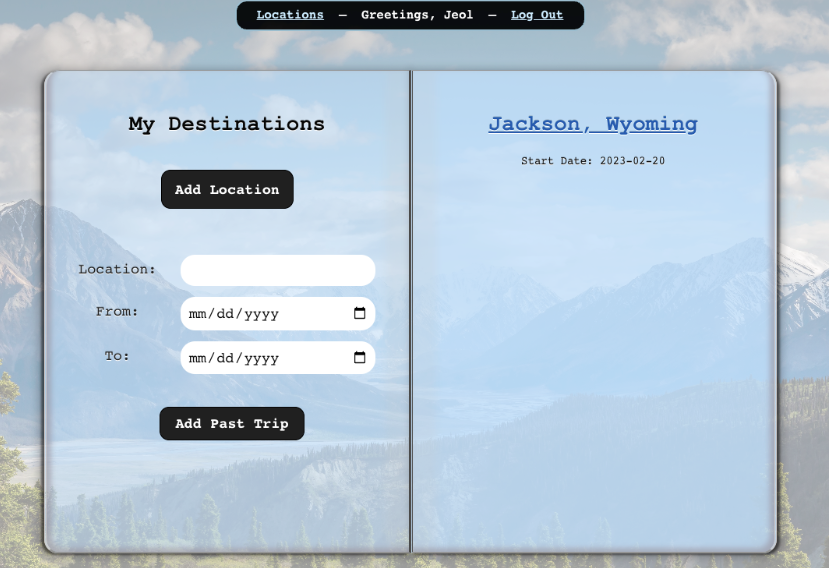 Locations — Greetings, Jeol — Log Out
My Destinations
Add Location
Location:
From: mm/dd/yyyy
To: mm/dd/yyyy
Add Past Trip
Jackson, Wyoming
Start Date: 2023-02-20